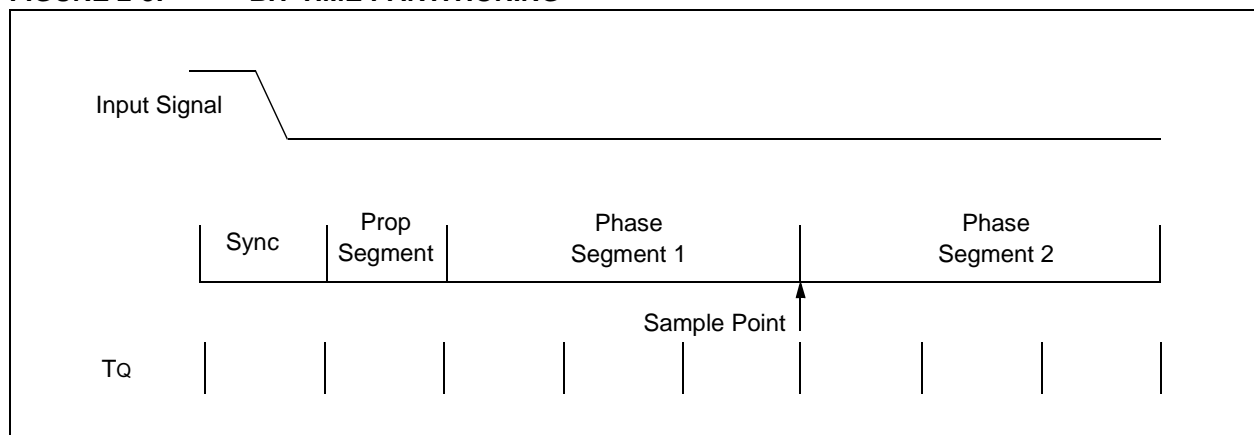 Input Signal
Sync
Prop
Segment
Phase
Segment 1
Phase
Segment 2
Sample Point
TQ